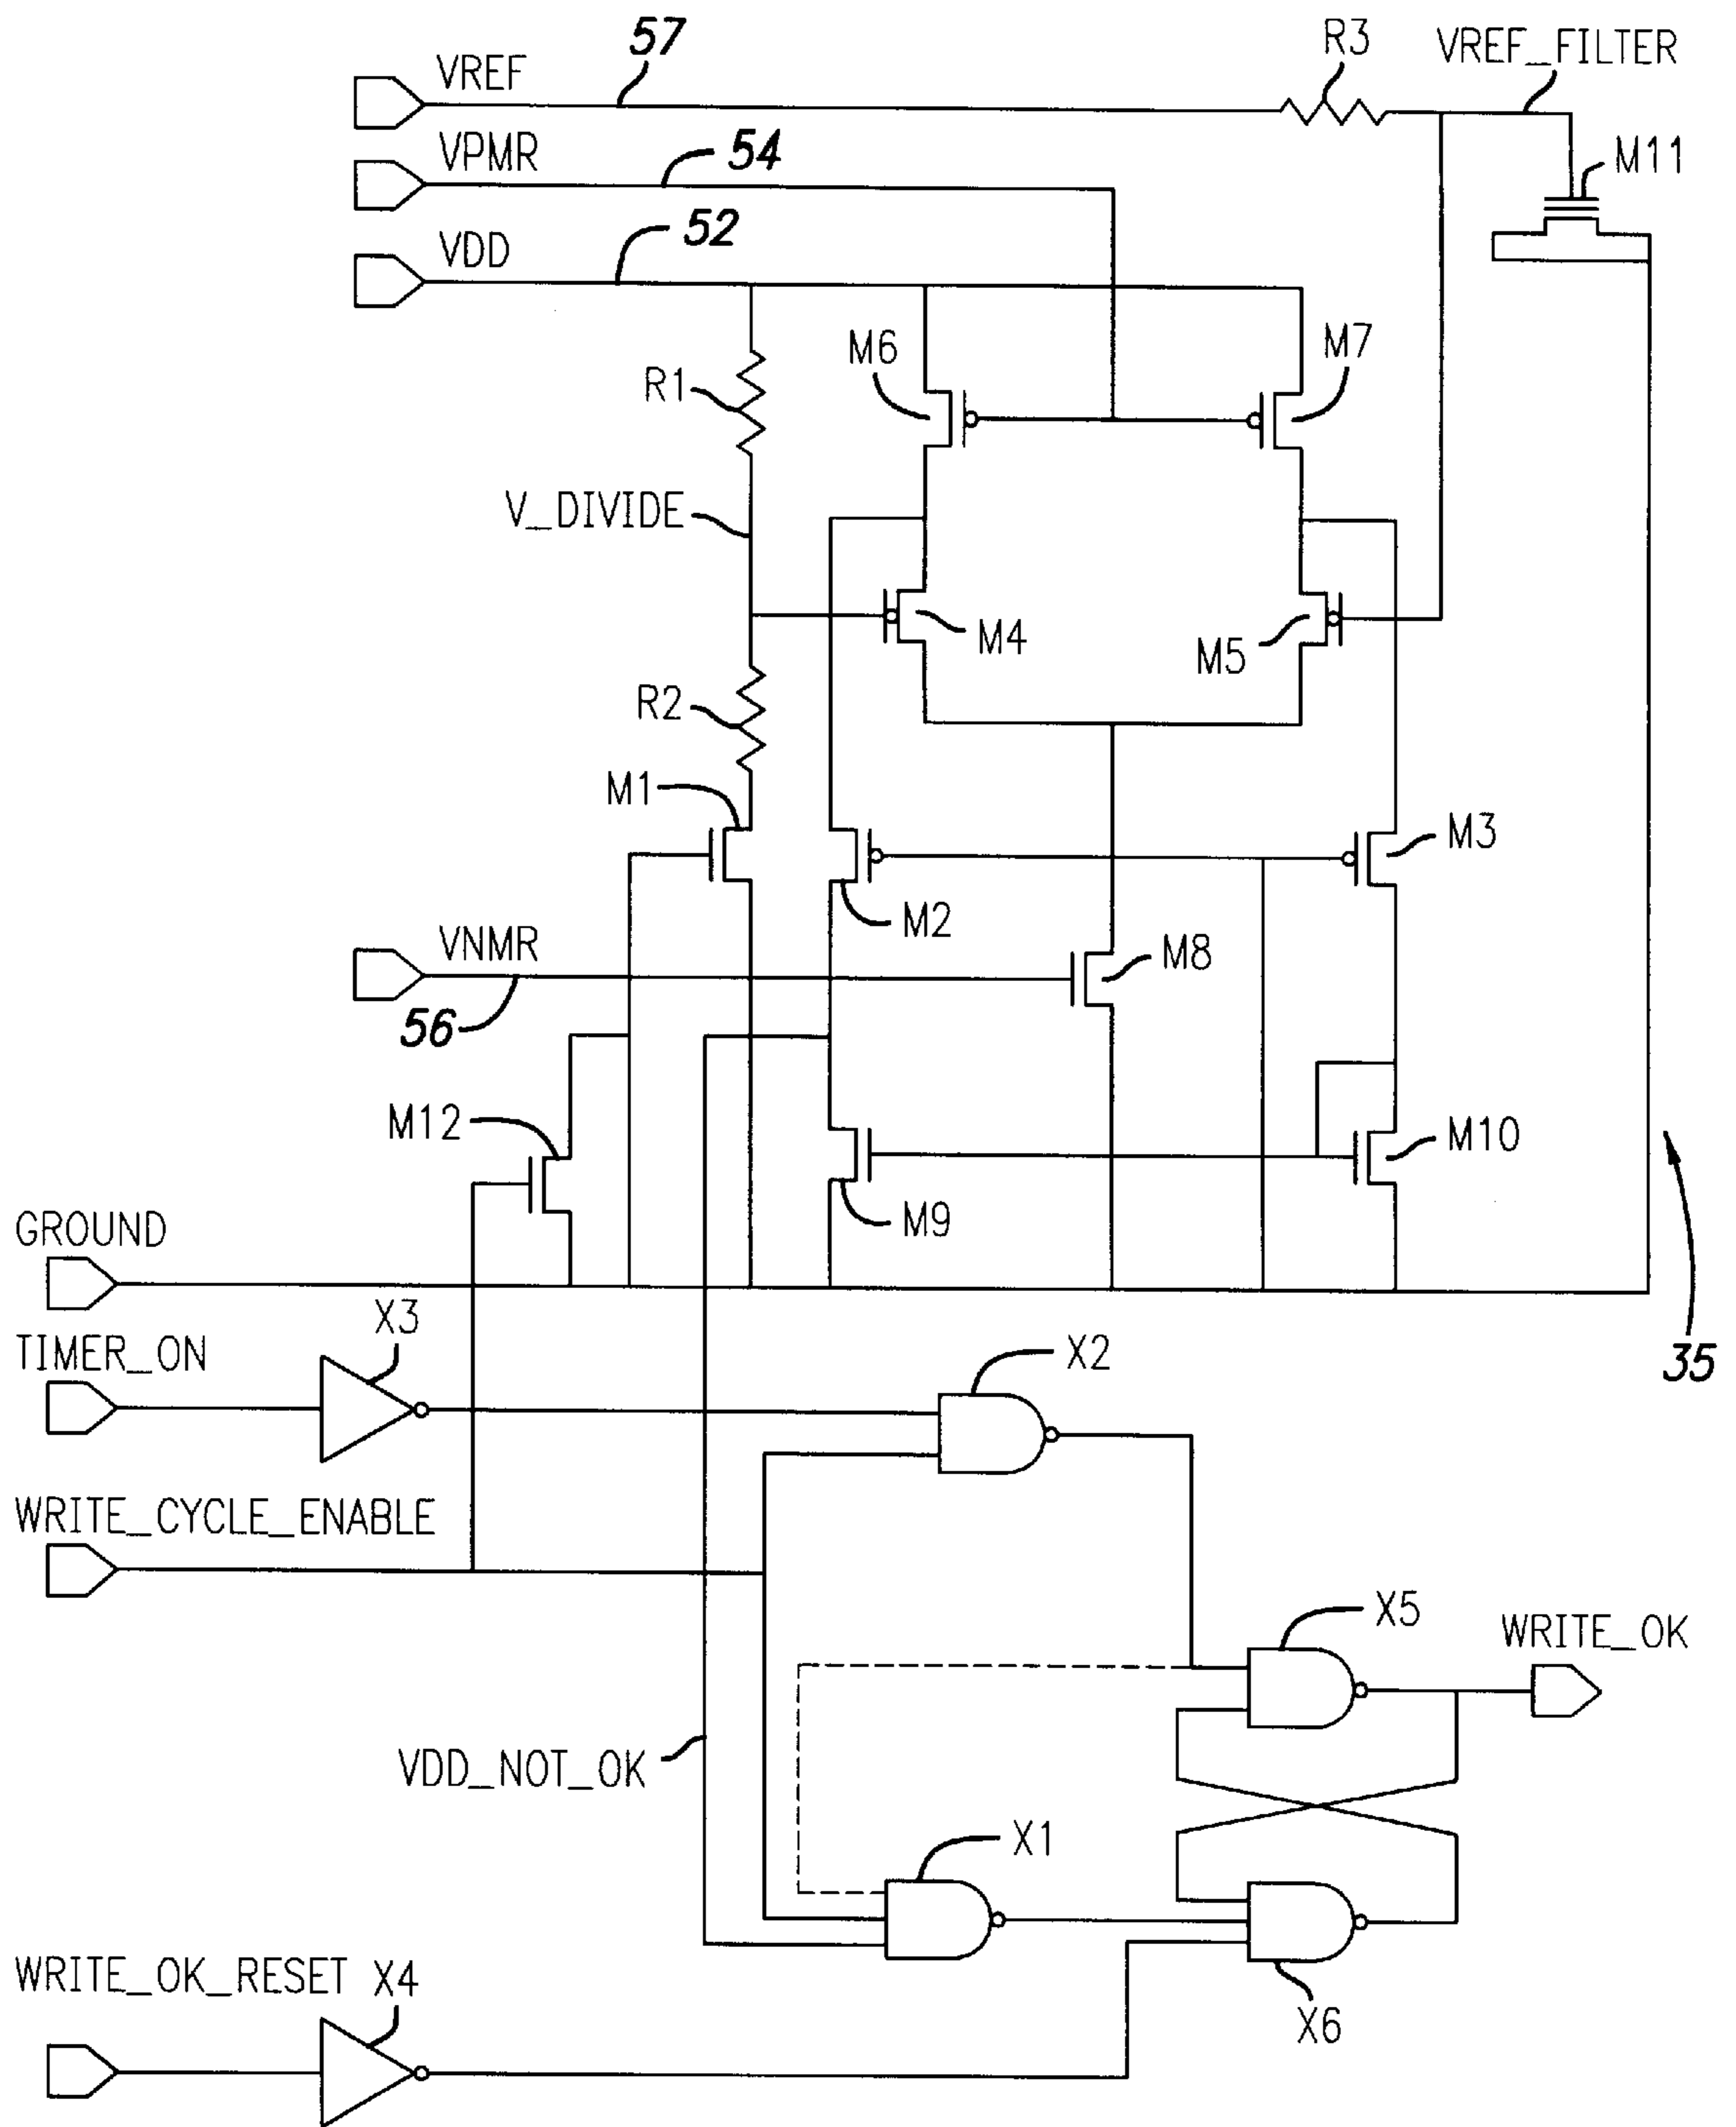 57
R3
VREF_FILTER
VREF
VPMR
54
M11
VDD
52
M6
M7
R1
V_DIVIDE
M4
M5
R2
M1
M3
M2
VNMR
M8
56
M12
M10
M9
GROUND
X3
TIMER_ON
X2
35
WRITE_CYCLE_ENABLE
X5
WRITE_OK
VDD_NOT_OK
X1
WRITE_OK_RESET
X4
X6